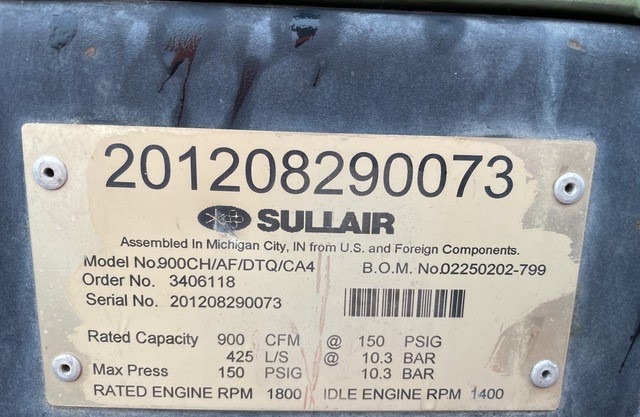 201208290073
SULLAIR
Assembled In Michigan City, IN from U.S. and Foreign Components.
Model No.900CH/AF/DTQ/CA4 B.O.M. No.02250202-799
Order No. 3406118
Serial No. 201208290073
Rated Capacity 900 CFM @ 150 PSIG
425 L/S @ 10.3 BAR
Max Press 150 PSIG 10.3 BAR
RATED ENGINE RPM 1800 IDLE ENGINE RPM 1400